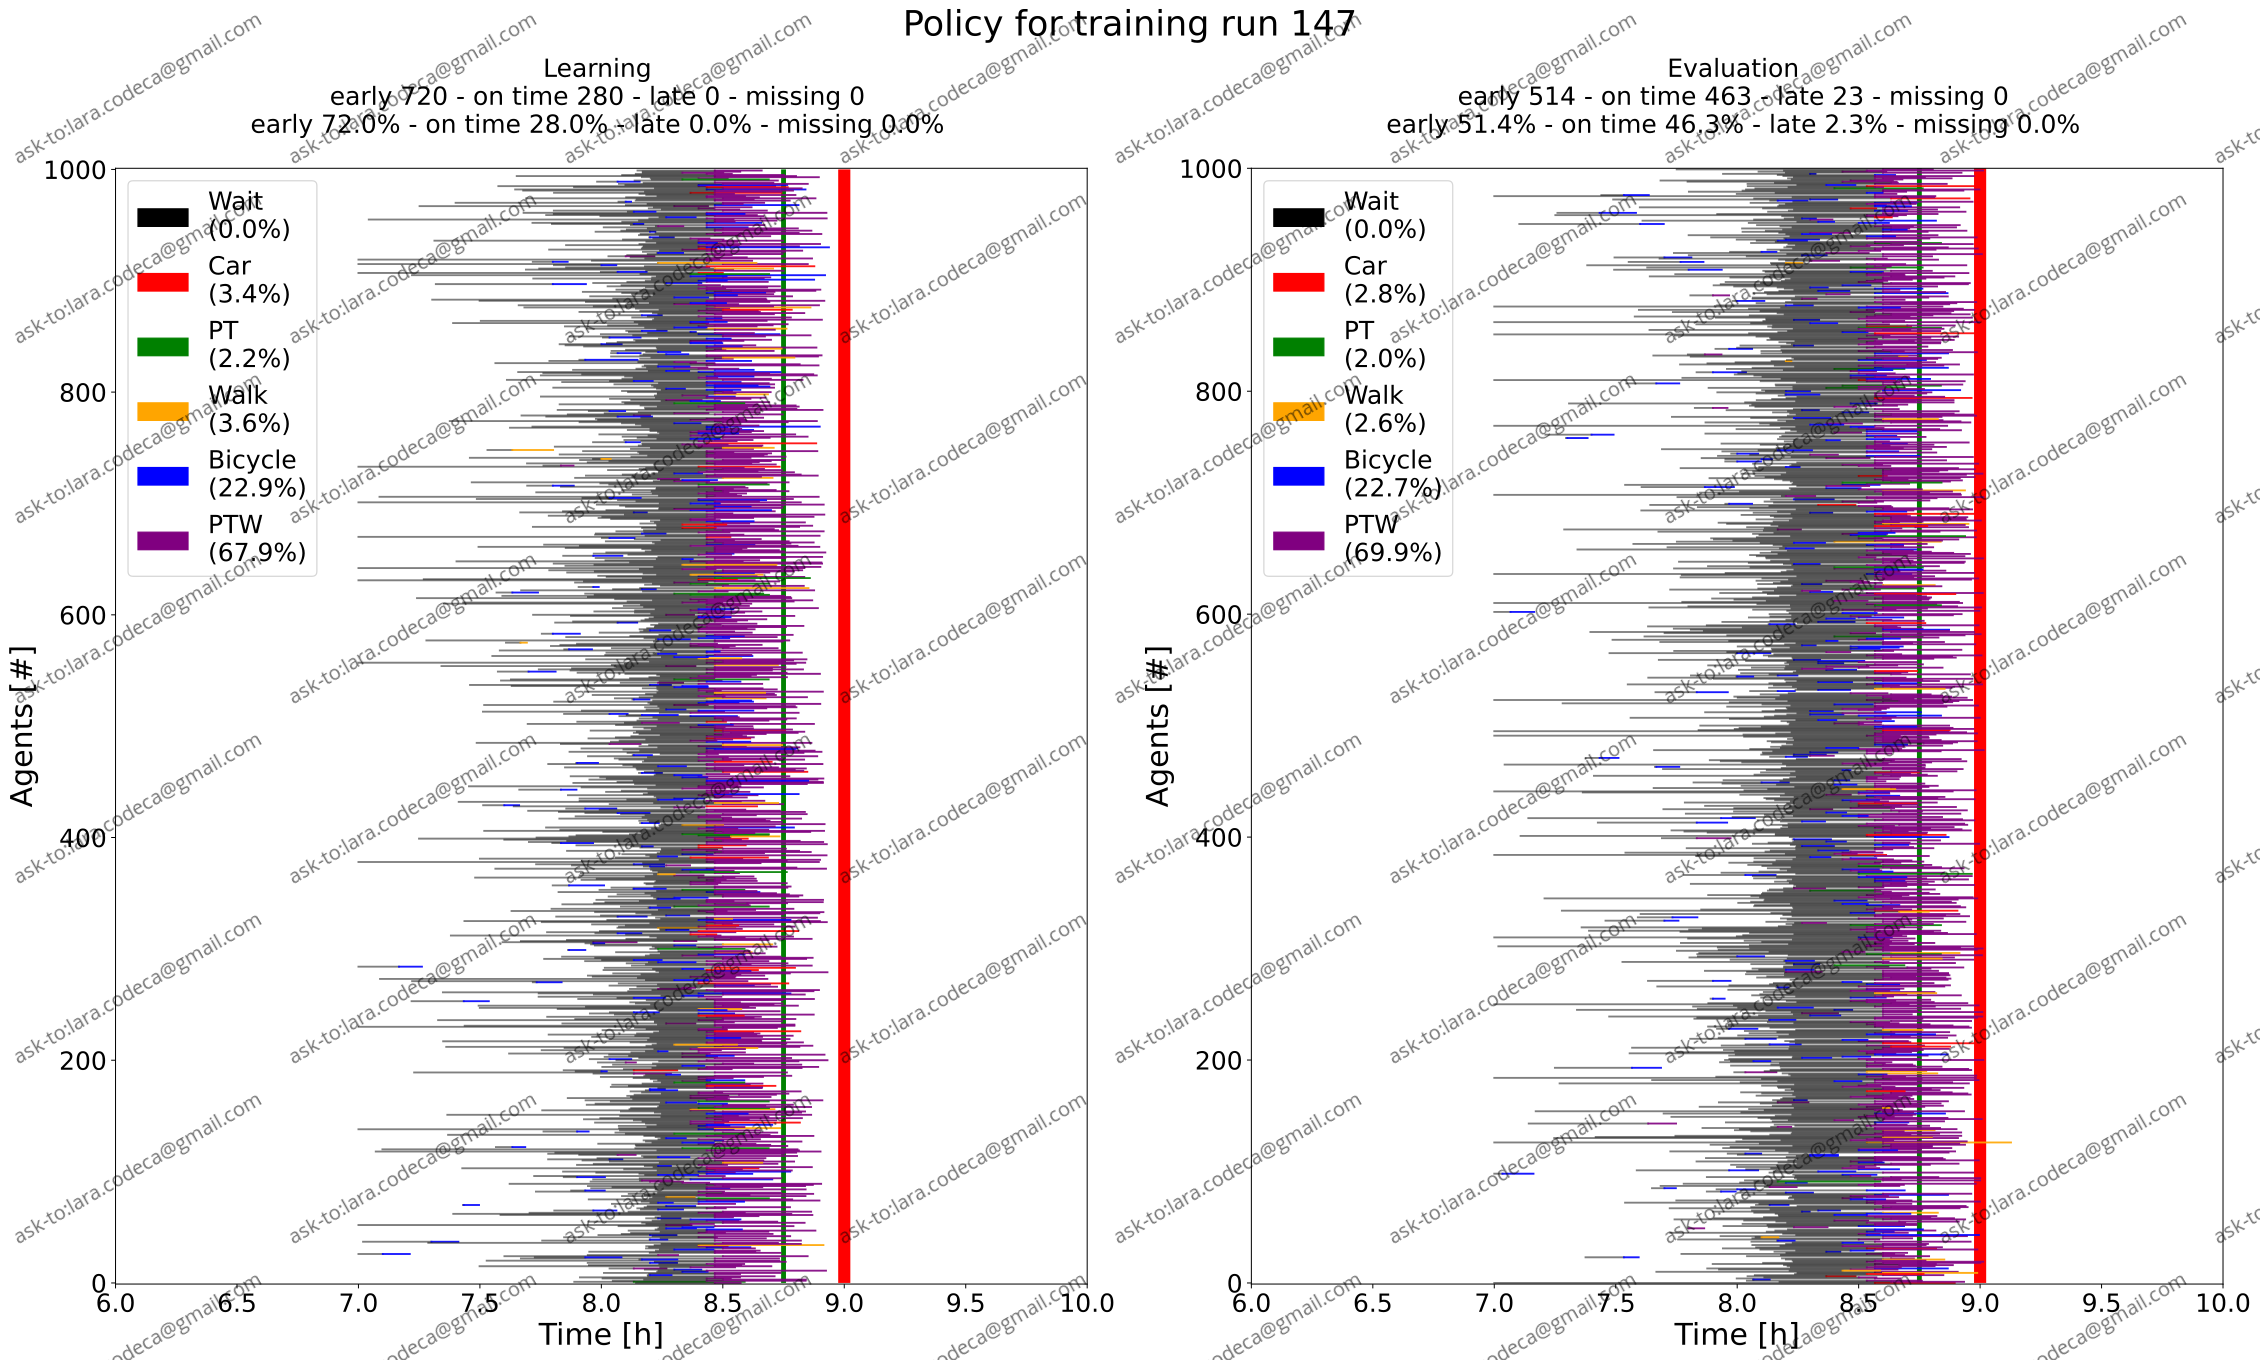 Policy for training run 147
Learning
early 720 - on time 280 - late 0 - missing 0
early 72.0% - on time 28.0% - late 0.0% - missing 0.0%
Evaluation
early 514 - on time 463 - late 23 - missing 0
early 51.4% - on time 46.3% - late 2.3% - missing 0.0%
Agents [#]
1000
800
600
400
200
0
Wait
(0.0%)
Car
(3.4%)
PT
(2.2%)
Walk
(3.6%)
Bicycle
(22.9%)
PTW
(67.9%)
6.0 6.5 7.0 7.5 8.0 8.5 9.0 9.5 10.0
Time [h]
Agents [#]
1000
800
600
400
200
0
Wait
(0.0%)
Car
(2.8%)
PT
(2.0%)
Walk
(2.6%)
Bicycle
(22.7%)
PTW
(69.9%)
6.0 6.5 7.0 7.5 8.0 8.5 9.0 9.5 10.0
Time [h]
ask-to:lara.codeca@gmail.com